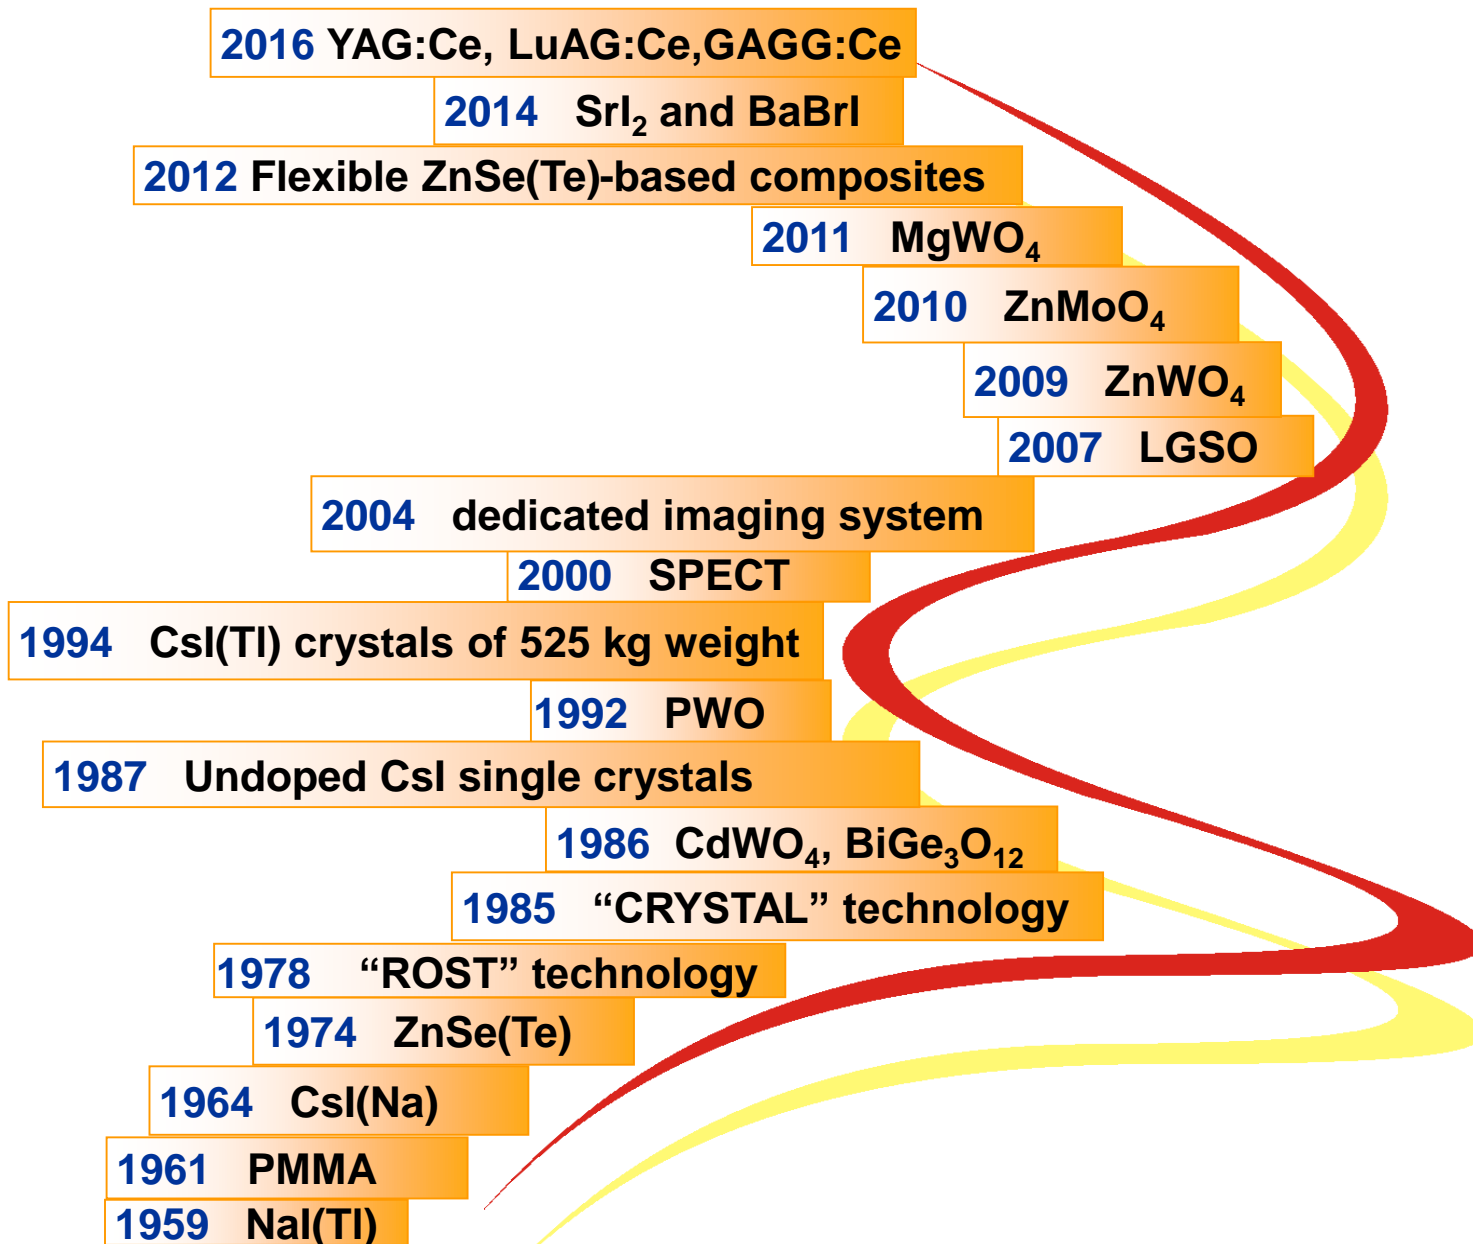 2016 YAG:Ce, LuAG:Ce,GAGG:Ce
2014 SrI₂ and BaBrI
2012 Flexible ZnSe(Te)-based composites
2011 MgWO₄
2010 ZnMoO₄
2009 ZnWO₄
2007 LGSO
2004 dedicated imaging system
2000 SPECT
1994 CsI(Tl) crystals of 525 kg weight
1992 PWO
1987 Undoped CsI single crystals
1986 CdWO₄, BiGe₃O₁₂
1985 “CRYSTAL” technology
1978 “ROST” technology
1974 ZnSe(Te)
1964 CsI(Na)
1961 PMMA
1959 NaI(Tl)